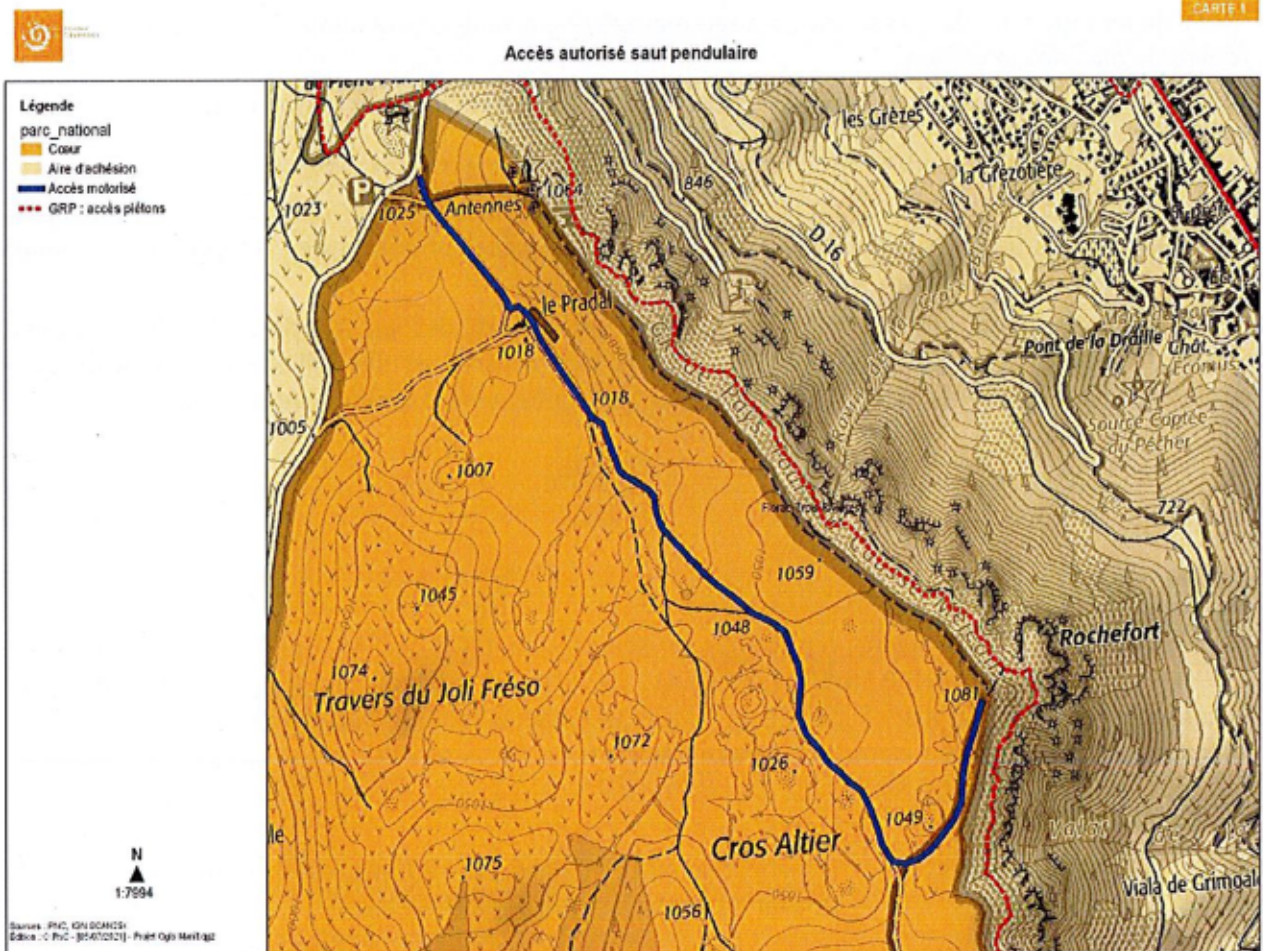 CARTE 1
Accès autorisé saut pendulaire
Légende
parc_national
Cœur
Aire d'adhésion
Accès motorisé
GRP : accès piétons
les Grèzes
la Grézotière
1064
846
P
1023
1025
Antennes
D 16
le Pradal
1018
Pont de la Draille
Chât.
Ecomus.
1018
Source Captée
du Pêcher
1005
1007
722
1059
1045
1048
Rochefort
1074
Travers du Joli Fréso
1081
1072
1026
1049
Cros Altier
Valat
1075
Viala de Grimoal
1056
N
1:7994